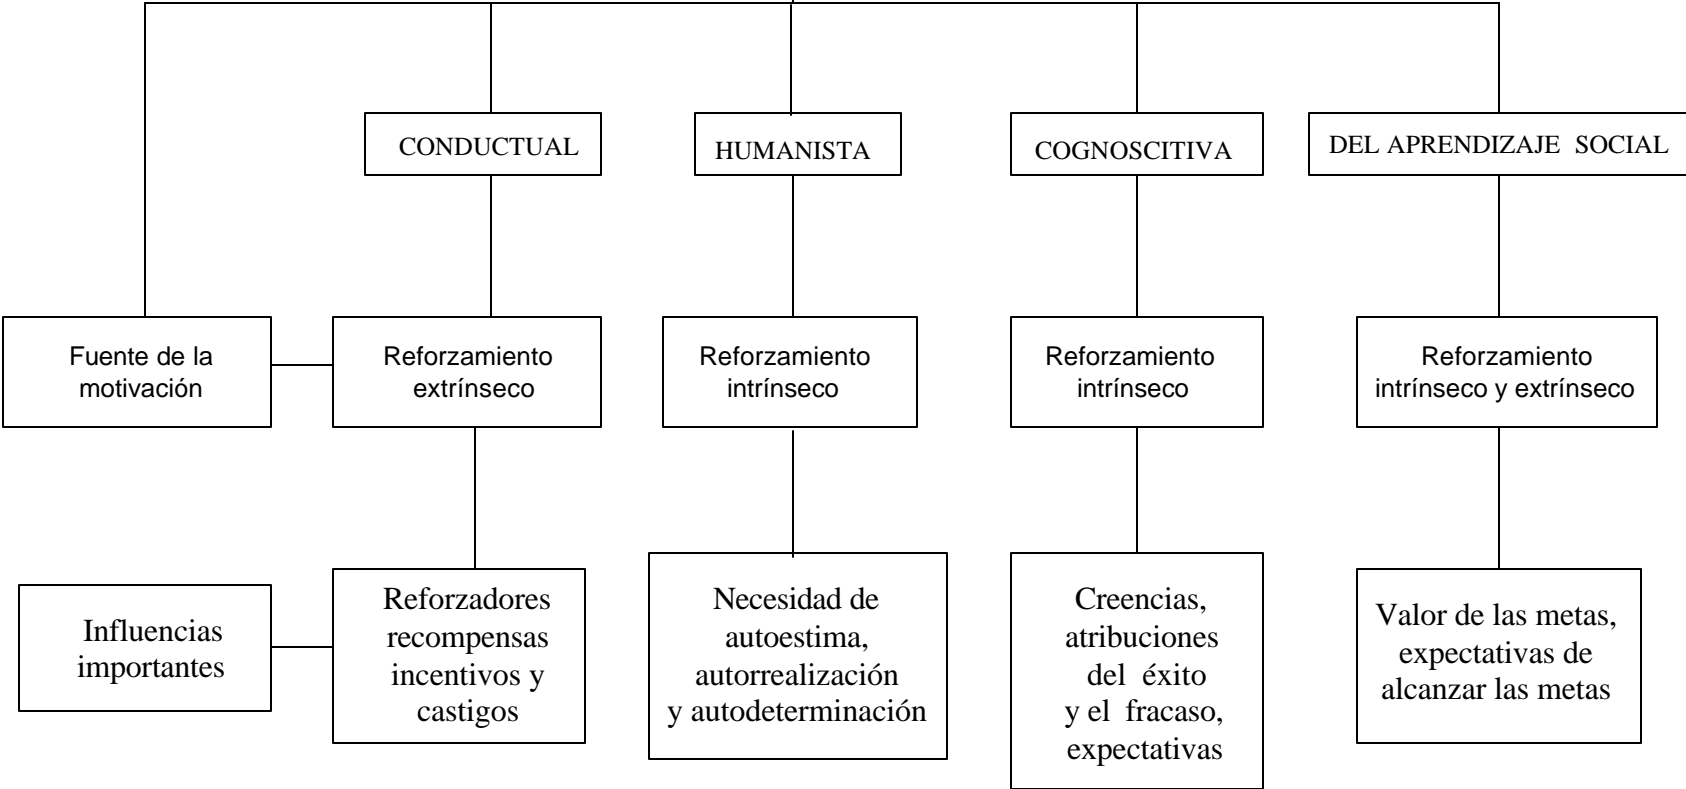 CONDUCTUAL
HUMANISTA
COGNOSCITIVA
DEL APRENDIZAJE SOCIAL
Fuente de la
motivación
Reforzamiento
extrínseco
Reforzamiento
intrínseco
Reforzamiento
intrínseco
Reforzamiento
intrínseco y extrínseco
Influencias
importantes
Reforzadores
recompensas
incentivos y
castigos
Necesidad de
autoestima,
autorrealización
y autodeterminación
Creencias,
atribuciones
del éxito
y el fracaso,
expectativas
Valor de las metas,
expectativas de
alcanzar las metas